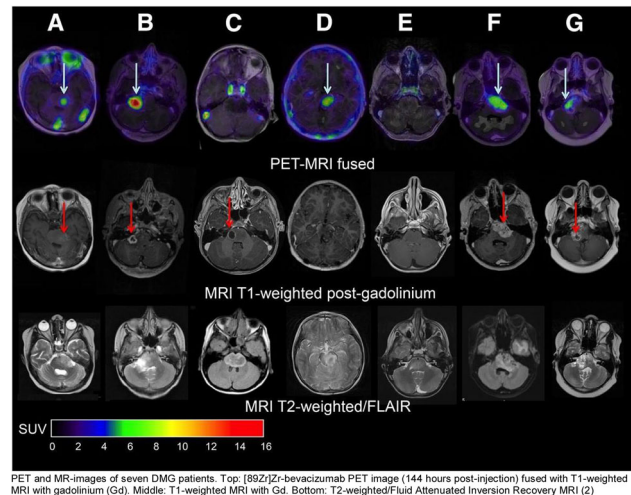 A B C D E F G
PET-MRI fused
MRI T1-weighted post-gadolinium
MRI T2-weighted/FLAIR
SUV
0 2 4 6 8 10 12 14 16
PET and MR-images of seven DMG patients. Top: [89Zr]Zr-bevacizumab PET image (144 hours post-injection) fused with T1-weighted
MRI with gadolinium (Gd). Middle: T1-weighted MRI with Gd. Bottom: T2-weighted/Fluid Attenuated Inversion Recovery MRI (2)